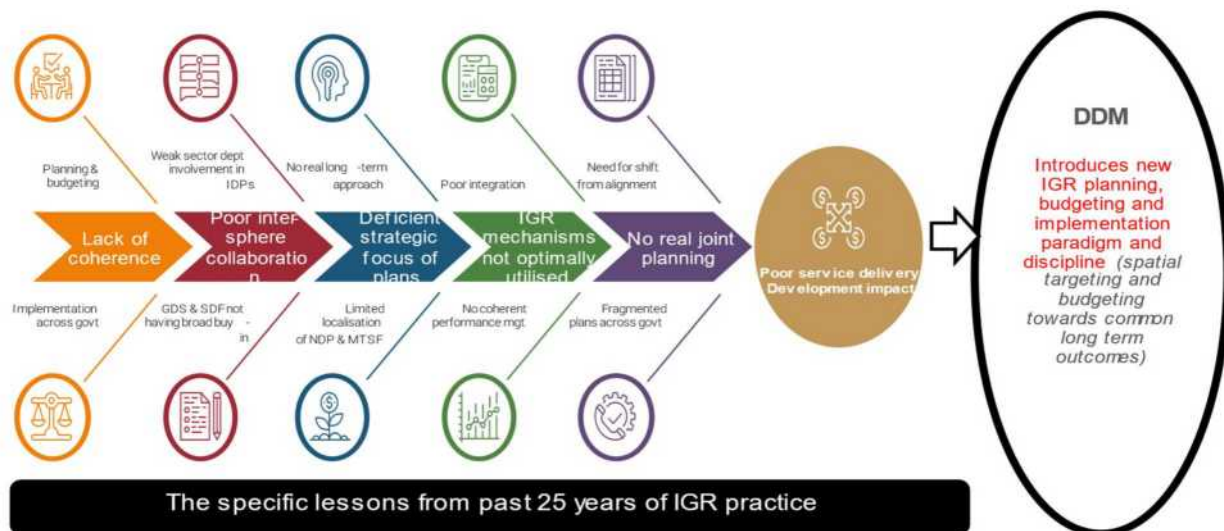 Planning &
budgeting
Weak sector dept
involvement in
IDPs
No real long -term
approach
Poor integration
Need for shift
from alignment
Lack of
coherence
Poor inter-
sphere
collaboratio
n
Deficient
strategic
focus of
plans
IGR
mechanisms
not optimally
utilised
No real joint
planning
Implementation
across govt
GDS & SDF not
having broad buy -
in
Limited
localisation
of NDP & MTSF
No coherent
performance mgt
Fragmented
plans across govt
Poor service delivery
Development impact
DDM
Introduces new
IGR planning,
budgeting and
implementation
paradigm and
discipline (spatial
targeting and
budgeting
towards common
long term
outcomes)
The specific lessons from past 25 years of IGR practice